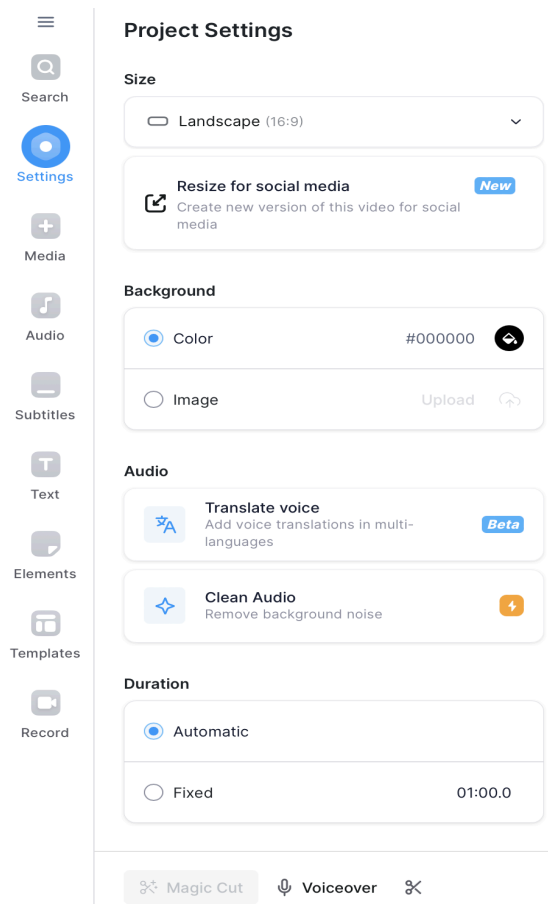 Project Settings
Search
Settings
Media
Audio
Subtitles
Text
Elements
Templates
Record
Size
Landscape (16:9)
Resize for social media New
Create new version of this video for social
media
Background
Color #000000
Image Upload
Audio
Translate voice
Add voice translations in multi-
languages
Beta
Clean Audio
Remove background noise
Duration
Automatic
Fixed 01:00.0
Magic Cut Voiceover